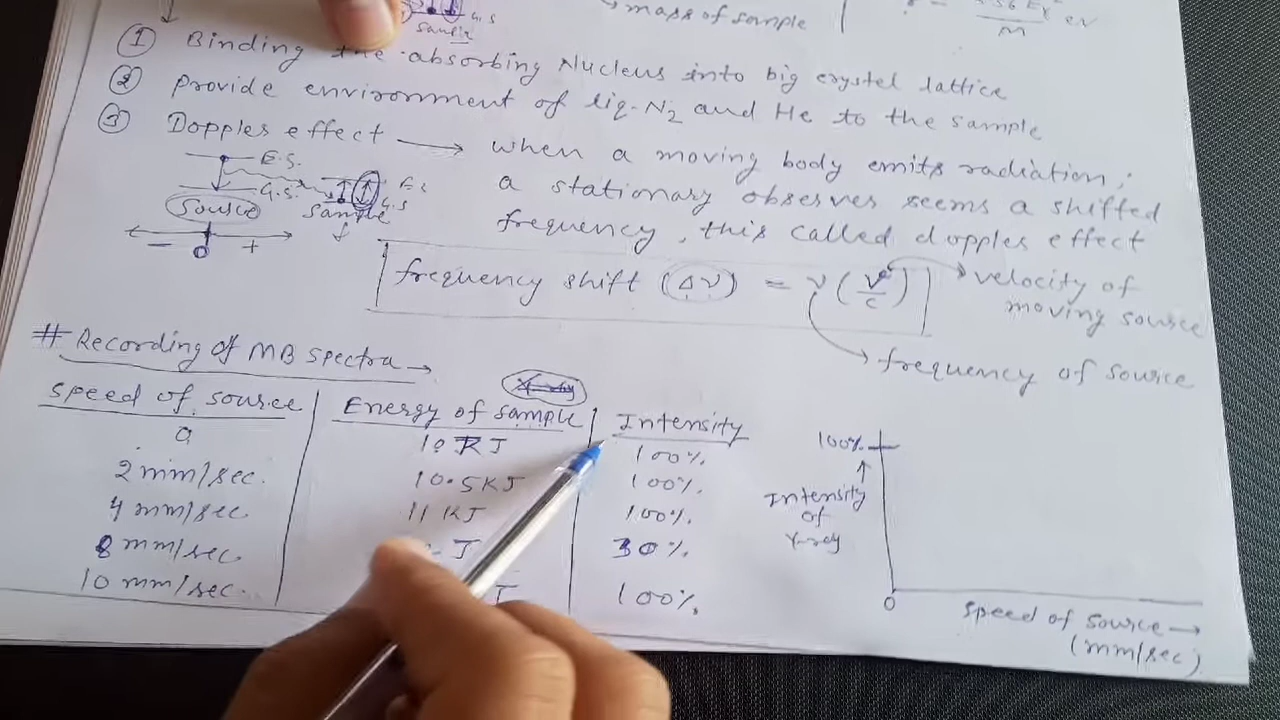 mass of sample
M
eV
G.S
Sample
① Binding the absorbing Nucleus into big crystel lattice
② Provide environment of liq-N2 and He to the sample
③ Dopples effect → when a moving body emits radiation,
a stationary observes seems a shifted
frequency, this called dopples effect
E.S.
G.S.
G.S
Source
Sample
- 0 +
frequency shift (Δν) = ν (v/c)
velocity of
moving source
frequency of source
# Recording of MB Spectra →
Speed of source | Energy of sample | Intensity
0 10 KJ 100%
2 mm/sec. 10.5KJ 100%
4 mm/sec 11 KJ 100%
8 mm/sec. J 30%
10 mm/sec. J 100%
100%
↑
Intensity
of
γ-ray
0
Speed of source →
(mm/sec)